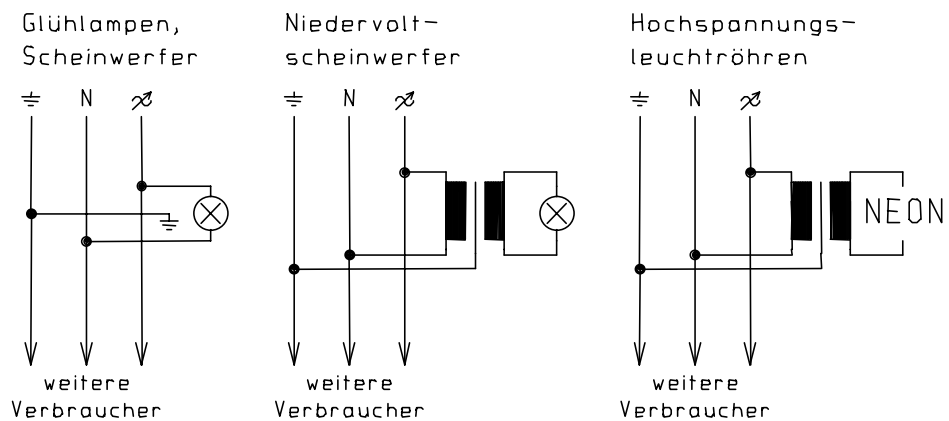 Glühlampen,
Scheinwerfer
N
weitere
Verbraucher
Niedervolt-
scheinwerfer
N
weitere
Verbraucher
Hochspannungs-
leuchtröhren
N
NEON
weitere
Verbraucher